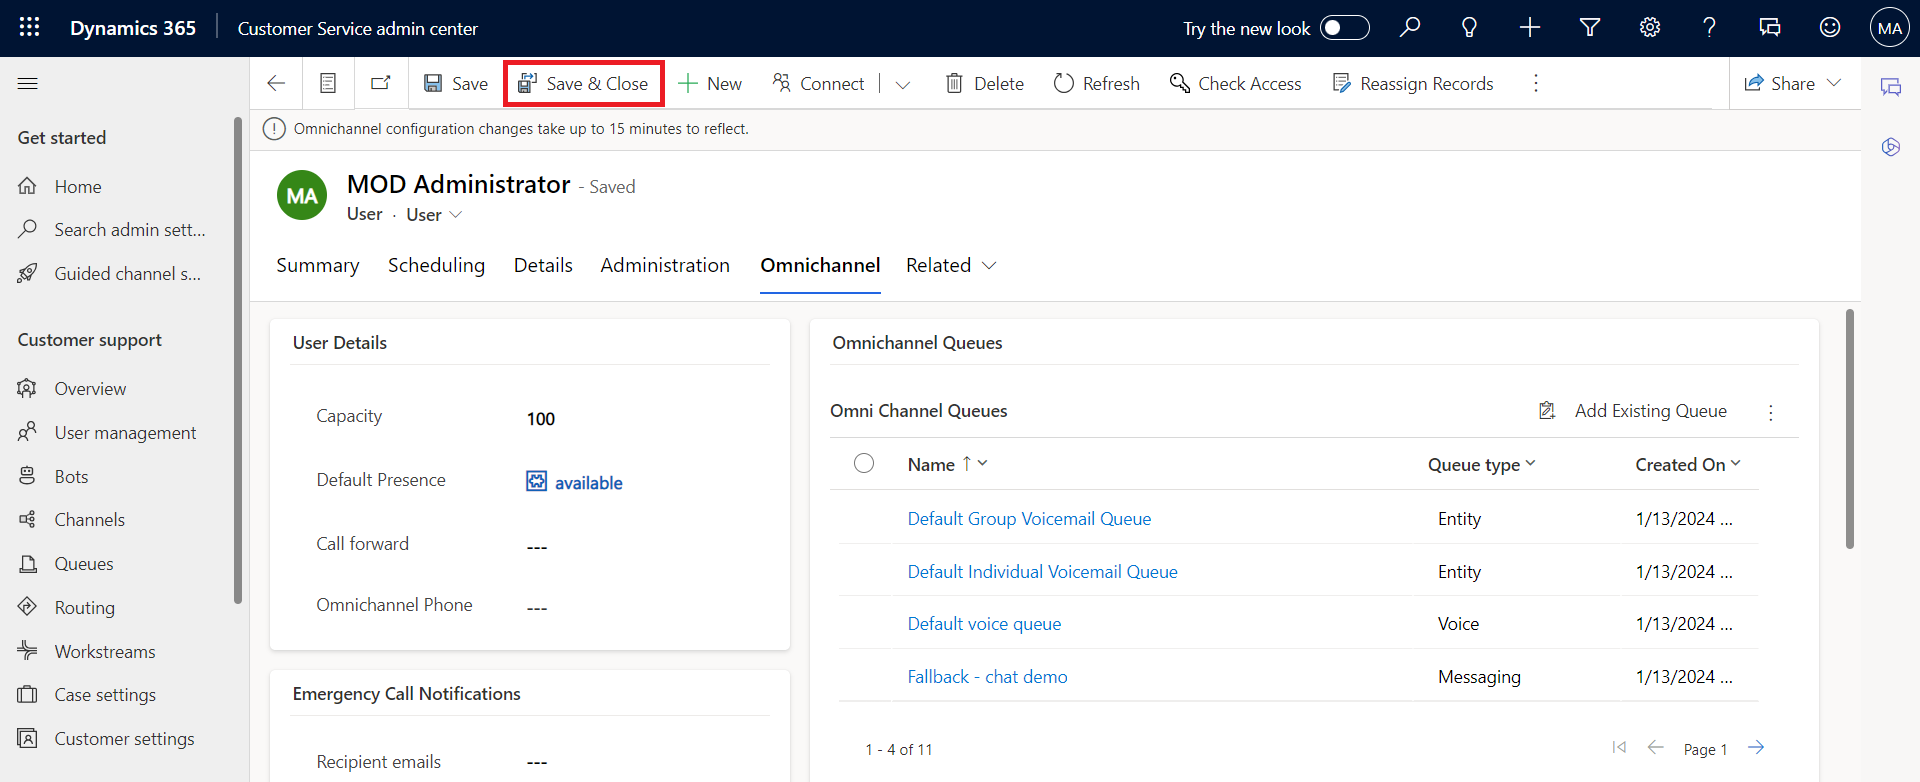 Dynamics 365
Customer Service admin center
Try the new look
MA
Save
Save & Close
New
Connect
Delete
Refresh
Check Access
Reassign Records
Share
Omnichannel configuration changes take up to 15 minutes to reflect.
Get started
Home
Search admin sett...
Guided channel s...
Customer support
Overview
User management
Bots
Channels
Queues
Routing
Workstreams
Case settings
Customer settings
MA
MOD Administrator - Saved
User · User
Summary
Scheduling
Details
Administration
Omnichannel
Related
User Details
Capacity 100
Default Presence available
Call forward ---
Omnichannel Phone ---
Emergency Call Notifications
Recipient emails ---
Omnichannel Queues
Omni Channel Queues
Add Existing Queue
Name ↑ Queue type Created On
Default Group Voicemail Queue Entity 1/13/2024 ...
Default Individual Voicemail Queue Entity 1/13/2024 ...
Default voice queue Voice 1/13/2024 ...
Fallback - chat demo Messaging 1/13/2024 ...
1 - 4 of 11
Page 1